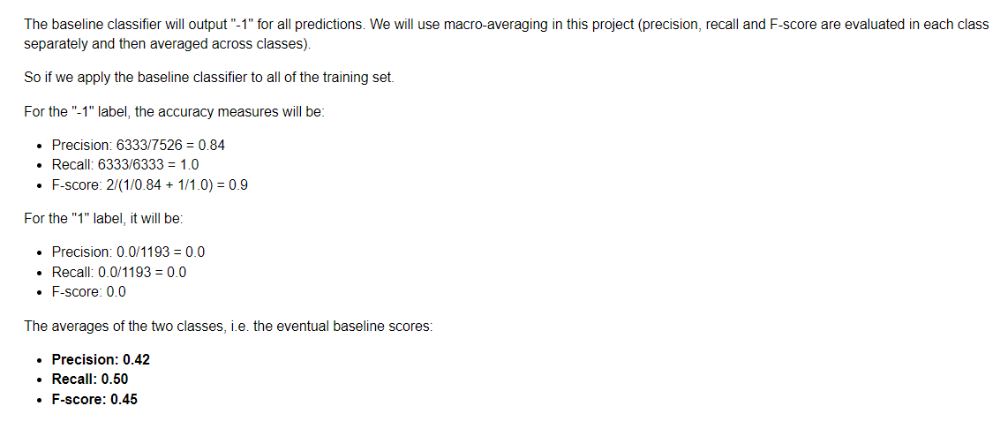 The baseline classifier will output "-1" for all predictions. We will use macro-averaging in this project (precision, recall and F-score are evaluated in each class
separately and then averaged across classes).
So if we apply the baseline classifier to all of the training set.
For the "-1" label, the accuracy measures will be:
• Precision: 6333/7526 = 0.84
• Recall: 6333/6333 = 1.0
• F-score: 2/(1/0.84 + 1/1.0) = 0.9
For the "1" label, it will be:
• Precision: 0.0/1193 = 0.0
• Recall: 0.0/1193 = 0.0
• F-score: 0.0
The averages of the two classes, i.e. the eventual baseline scores:
• Precision: 0.42
• Recall: 0.50
• F-score: 0.45